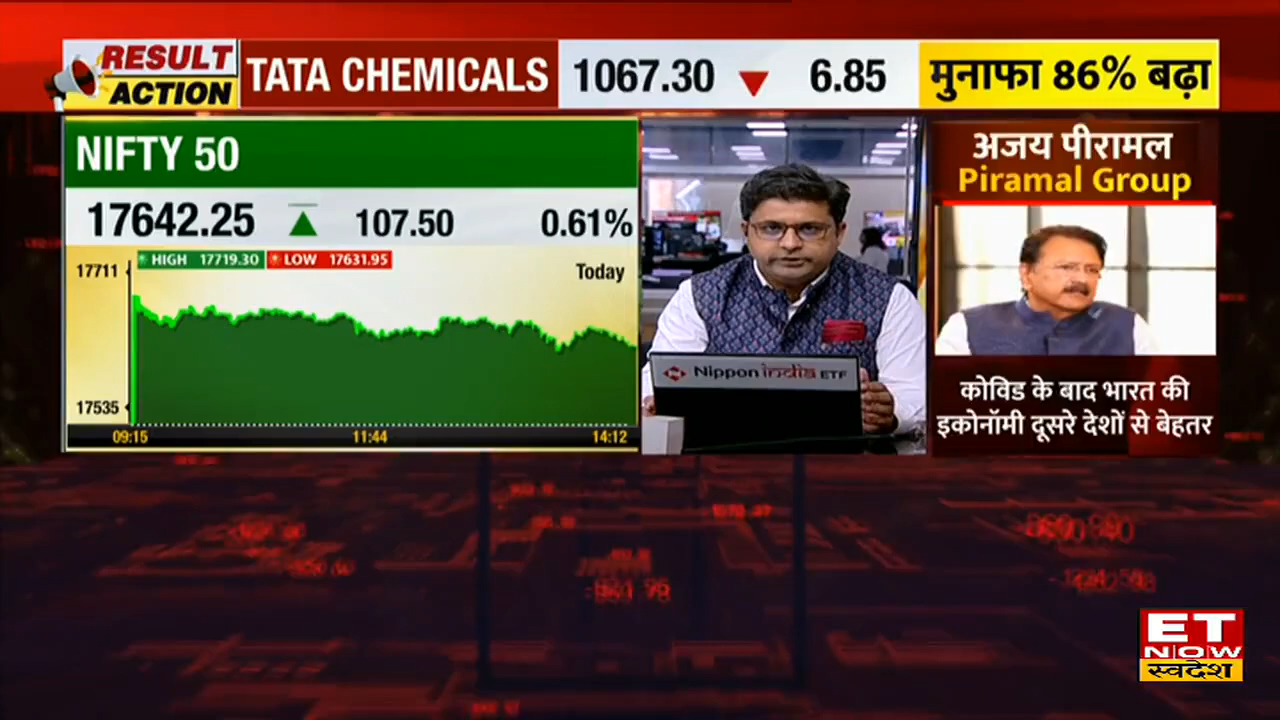 RESULT
ACTION
TATA CHEMICALS
1067.30 ▼ 6.85
मुनाफा 86% बढ़ा
NIFTY 50
17642.25 ▲ 107.50 0.61%
HIGH 17719.30 LOW 17631.95
Today
17711
17535
09:15 11:44 14:12
Nippon india ETF
अजय पीरामल
Piramal Group
कोविड के बाद भारत की
इकोनॉमी दूसरे देशों से बेहतर
ET
NOW
स्वदेश